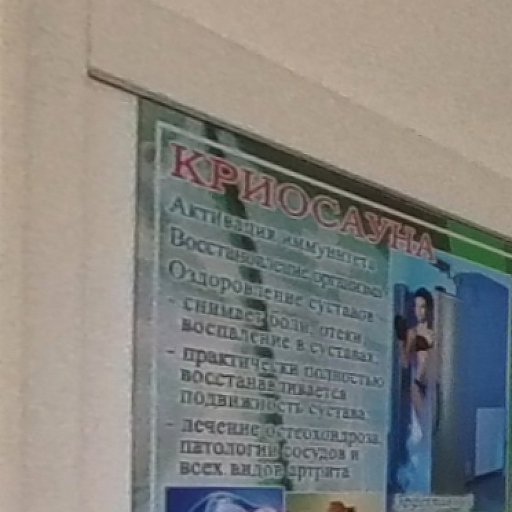 КРИОСАУНА
Активация иммунитета
Восстановление организма
Оздоровление суставов
- снимает боли, отеки,
воспаление в суставах.
- практически полностью
восстанавливается
подвижность сустава.
- лечение остеохондроза,
патологии сосудов и
всех видов артрита